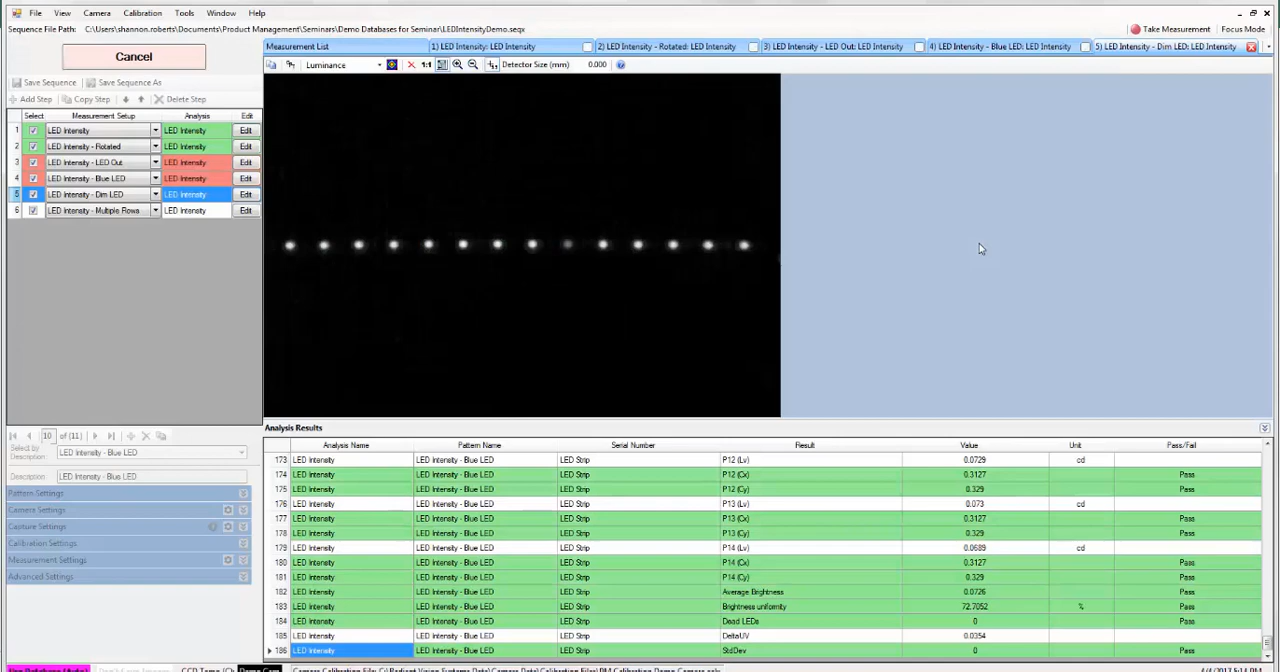 File View Camera Calibration Tools Window Help
Sequence File Path: C:\Users\shannon.roberts\Documents\Product Management\Seminars\Demo Databases for Seminar\LEDIntensityDemo.seqx
Take Measurement Focus Mode
Cancel
Measurement List 1) LED Intensity: LED Intensity 2) LED Intensity - Rotated: LED Intensity 3) LED Intensity - LED Out: LED Intensity 4) LED Intensity - Blue LED: LED Intensity 5) LED Intensity - Dim LED: LED Intensity
Luminance 1:1 Detector Size (mm) 0.000
Save Sequence Save Sequence As
Add Step Copy Step Delete Step
Select Measurement Setup Analysis Edit
1 LED Intensity LED Intensity Edit
2 LED Intensity - Rotated LED Intensity Edit
3 LED Intensity - LED Out LED Intensity Edit
4 LED Intensity - Blue LED LED Intensity Edit
5 LED Intensity - Dim LED LED Intensity Edit
6 LED Intensity - Multiple Rows LED Intensity Edit
10 of (11)
Select by Description LED Intensity - Blue LED
Description LED Intensity - Blue LED
Pattern Settings
Camera Settings
Capture Settings
Calibration Settings
Measurement Settings
Advanced Settings
Analysis Results
Analysis Name Pattern Name Serial Number Result Value Unit Pass/Fail
173 LED Intensity LED Intensity - Blue LED LED Strip P12 (Lv) 0.0729 cd
174 LED Intensity LED Intensity - Blue LED LED Strip P12 (Cx) 0.3127 Pass
175 LED Intensity LED Intensity - Blue LED LED Strip P12 (Cy) 0.329 Pass
176 LED Intensity LED Intensity - Blue LED LED Strip P13 (Lv) 0.073 cd
177 LED Intensity LED Intensity - Blue LED LED Strip P13 (Cx) 0.3127 Pass
178 LED Intensity LED Intensity - Blue LED LED Strip P13 (Cy) 0.329 Pass
179 LED Intensity LED Intensity - Blue LED LED Strip P14 (Lv) 0.0689 cd
180 LED Intensity LED Intensity - Blue LED LED Strip P14 (Cx) 0.3127 Pass
181 LED Intensity LED Intensity - Blue LED LED Strip P14 (Cy) 0.329 Pass
182 LED Intensity LED Intensity - Blue LED LED Strip Average Brightness 0.0726 Pass
183 LED Intensity LED Intensity - Blue LED LED Strip Brightness uniformity 72.7052 % Pass
184 LED Intensity LED Intensity - Blue LED LED Strip Dead LEDs 0 Pass
185 LED Intensity LED Intensity - Blue LED LED Strip DeltaUV 0.0354
186 LED Intensity LED Intensity - Blue LED LED Strip StdDev 0 Pass